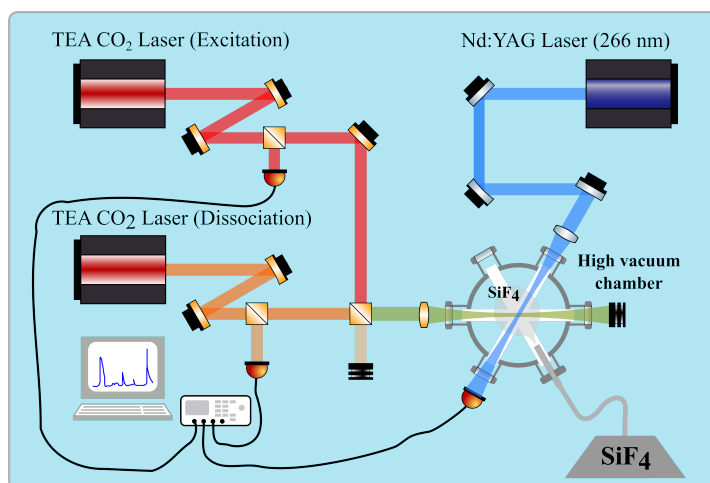 TEA CO₂ Laser (Excitation)
Nd:YAG Laser (266 nm)
TEA CO₂ Laser (Dissociation)
High vacuum
chamber
SiF₄
SiF₄